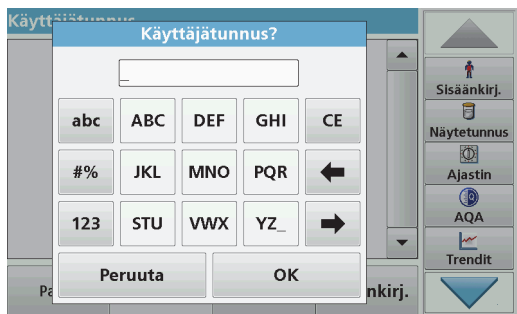 Käyttäjätunnus
Käyttäjätunnus?
_
abc ABC DEF GHI CE
#% JKL MNO PQR
123 STU VWX YZ_
Peruuta OK
nkirj.
Sisäänkirj.
Näytetunnus
Ajastin
AQA
Trendit